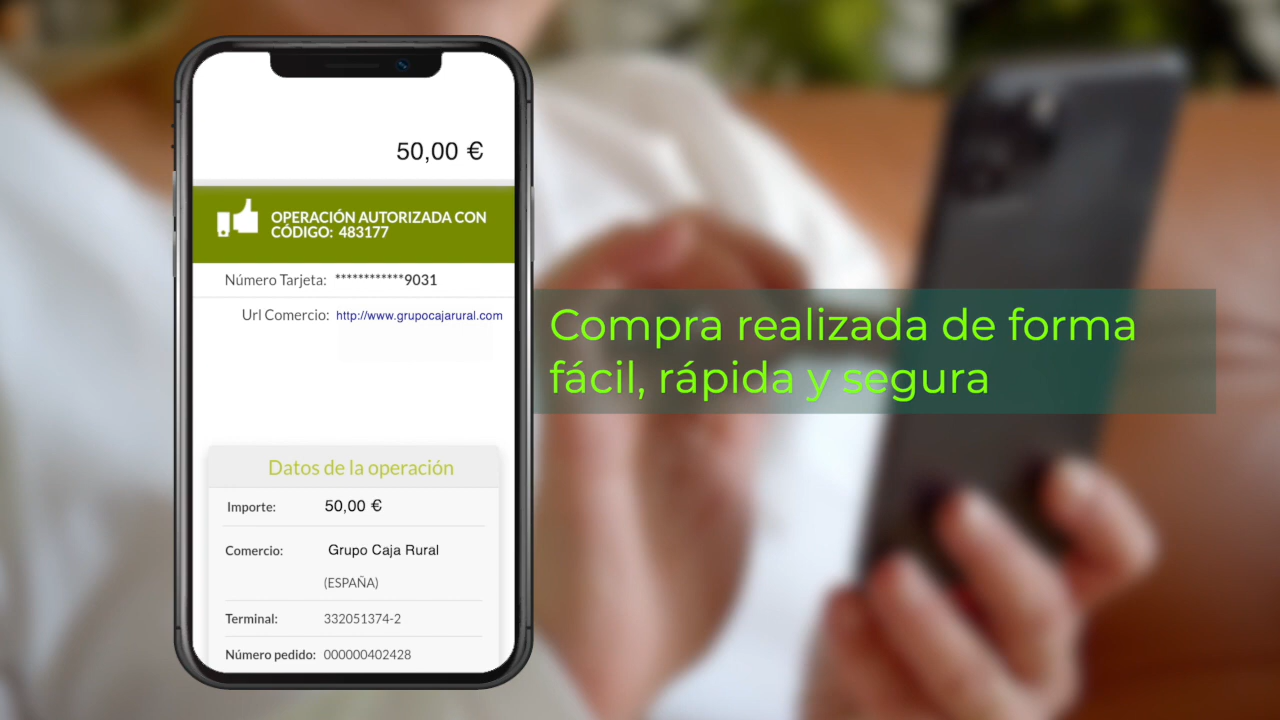 50,00 €
OPERACIÓN AUTORIZADA CON
CÓDIGO: 483177
Número Tarjeta: ************9031
Url Comercio: http://www.grupocajarural.com
Compra realizada de forma
fácil, rápida y segura
Datos de la operación
Importe: 50,00 €
Comercio: Grupo Caja Rural
(ESPAÑA)
Terminal: 332051374-2
Número pedido: 000000402428